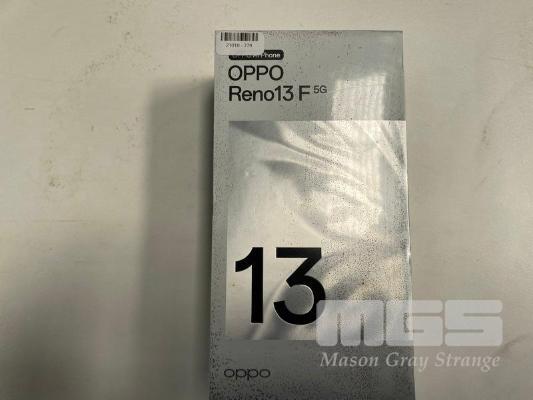 OPPO
Reno13 F 5G
13
MGS
Mason Gray Strange
oppo